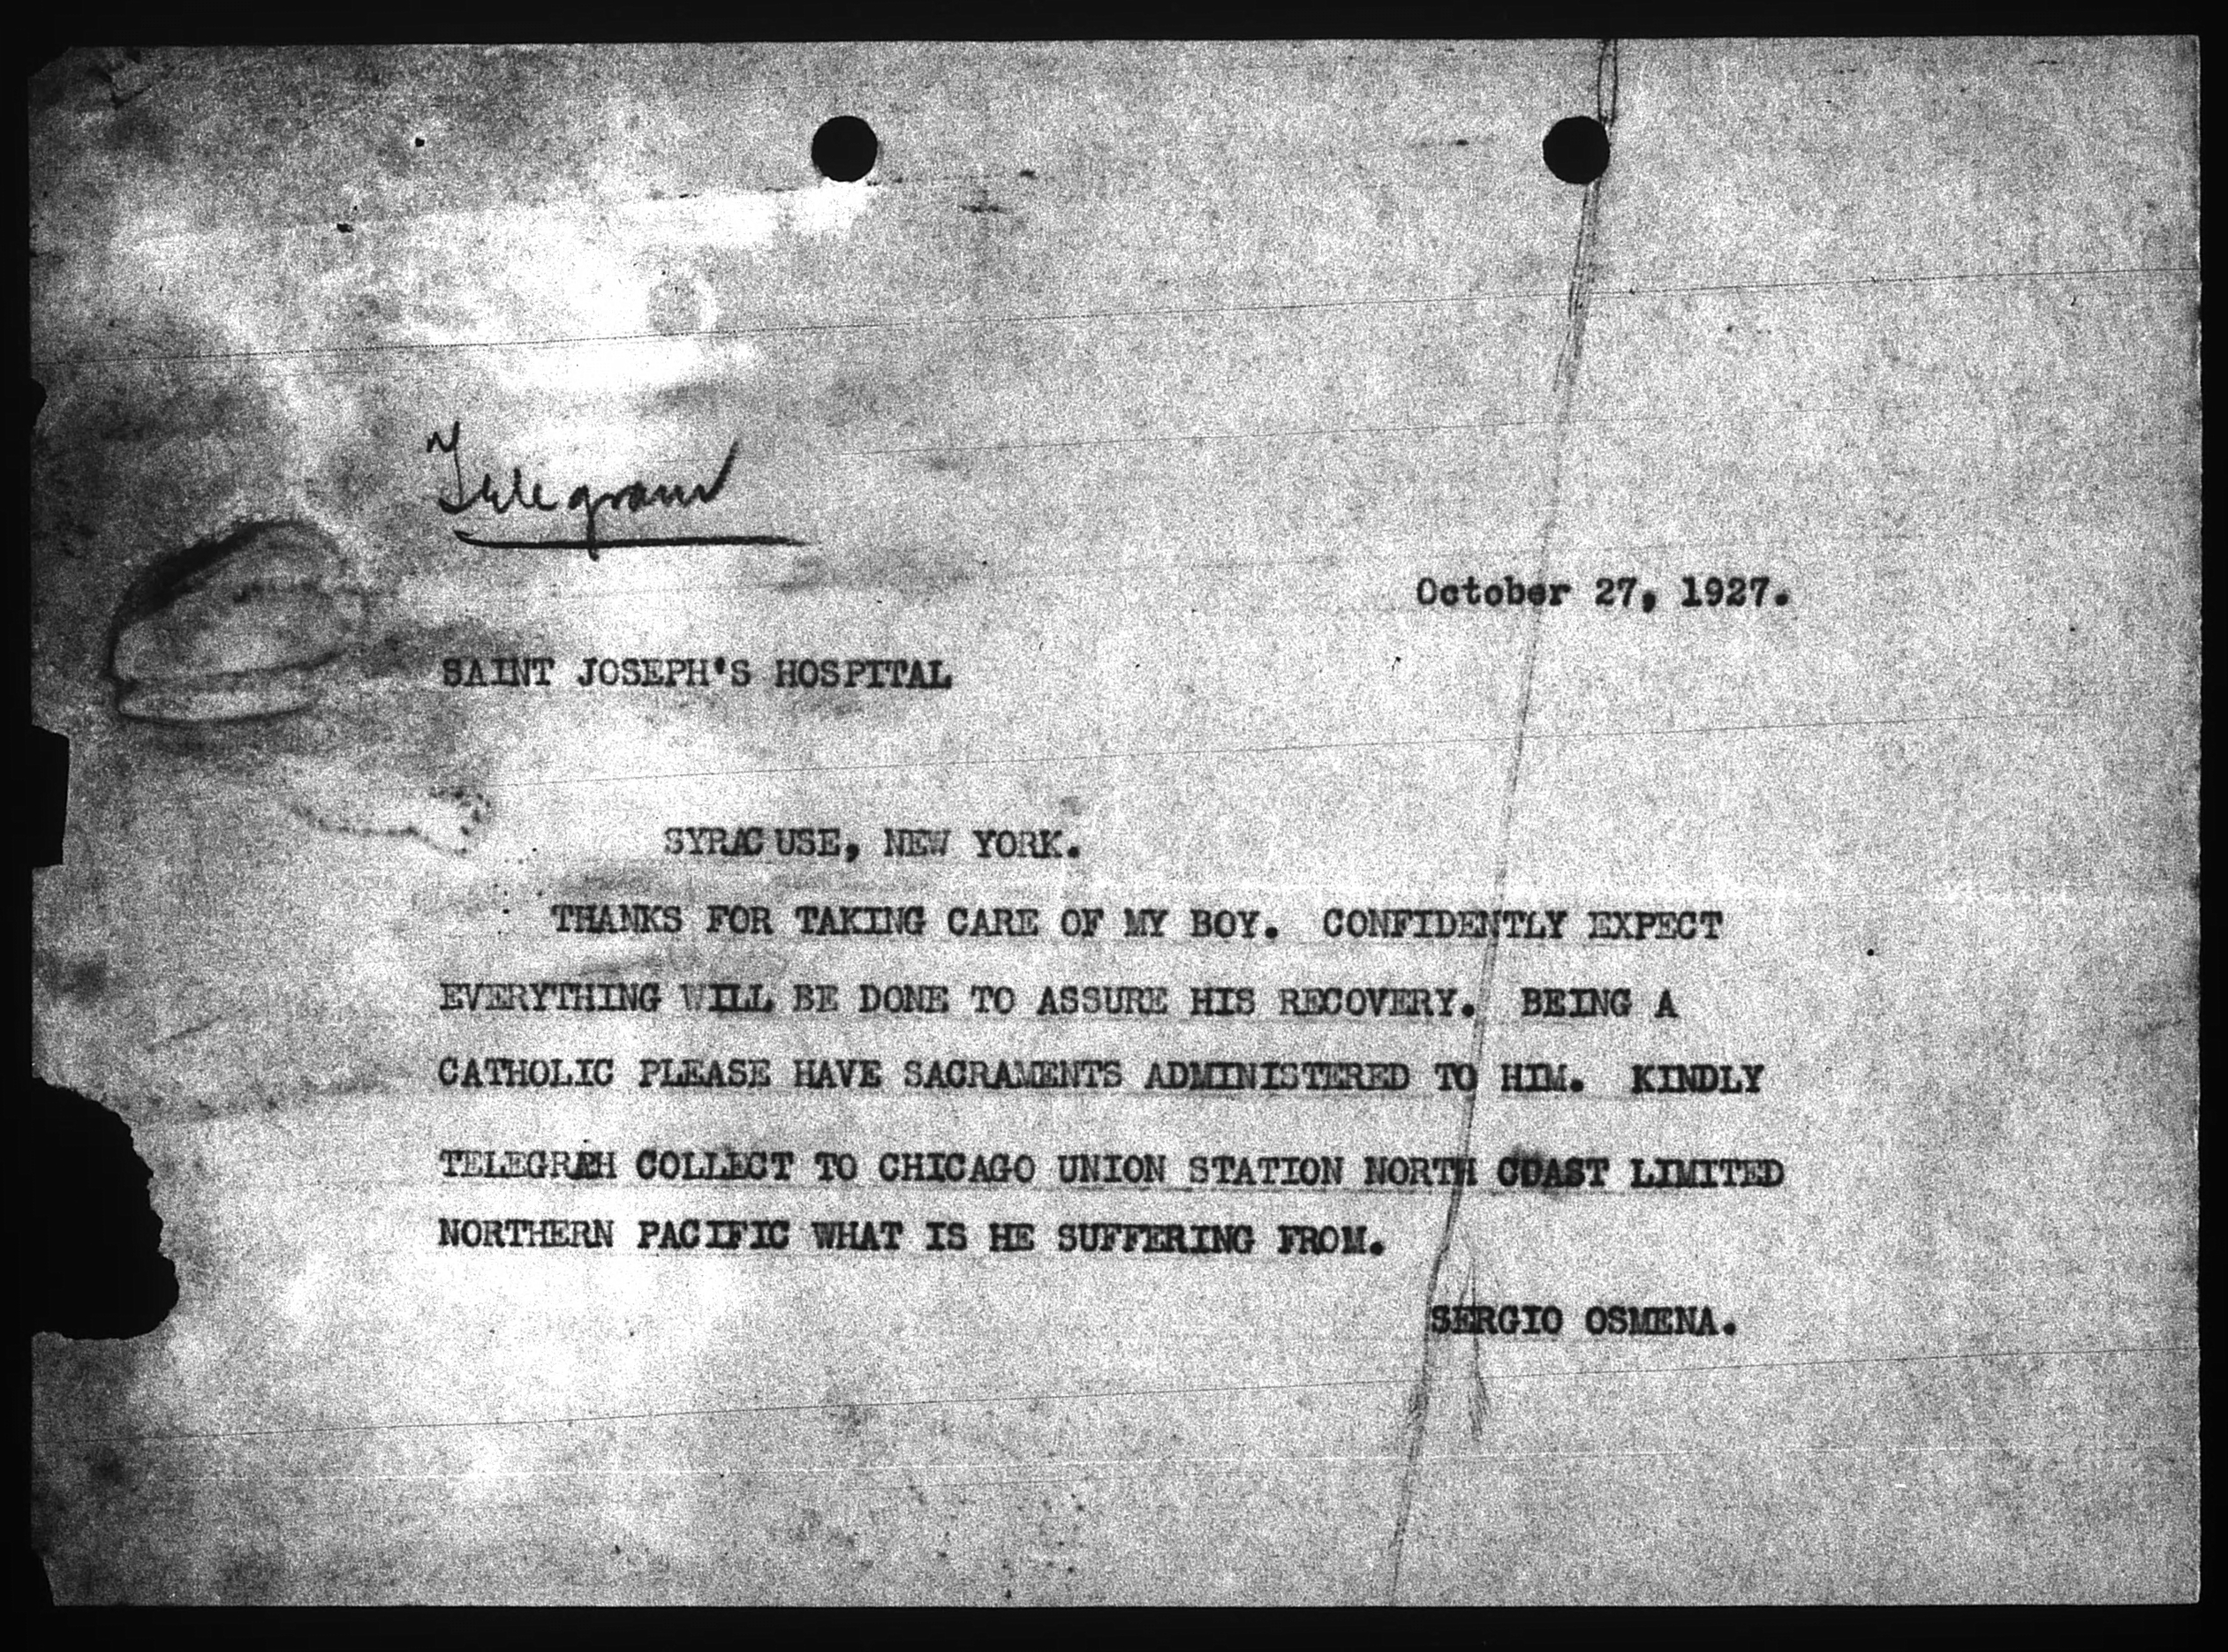 Telegram
October 27, 1927.
SAINT JOSEPH'S HOSPITAL
SYRACUSE, NEW YORK.
THANKS FOR TAKING CARE OF MY BOY. CONFIDENTLY EXPECT
EVERYTHING WILL BE DONE TO ASSURE HIS RECOVERY. BEING A
CATHOLIC PLEASE HAVE SACRAMENTS ADMINISTERED TO HIM. KINDLY
TELEGRAPH COLLECT TO CHICAGO UNION STATION NORTH COAST LIMITED
NORTHERN PACIFIC WHAT IS HE SUFFERING FROM.
SERGIO OSMENA.